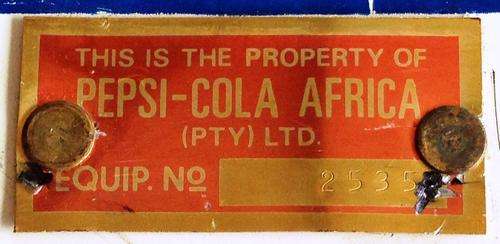 THIS IS THE PROPERTY OF
PEPSI-COLA AFRICA
(PTY) LTD.
EQUIP. No 2535